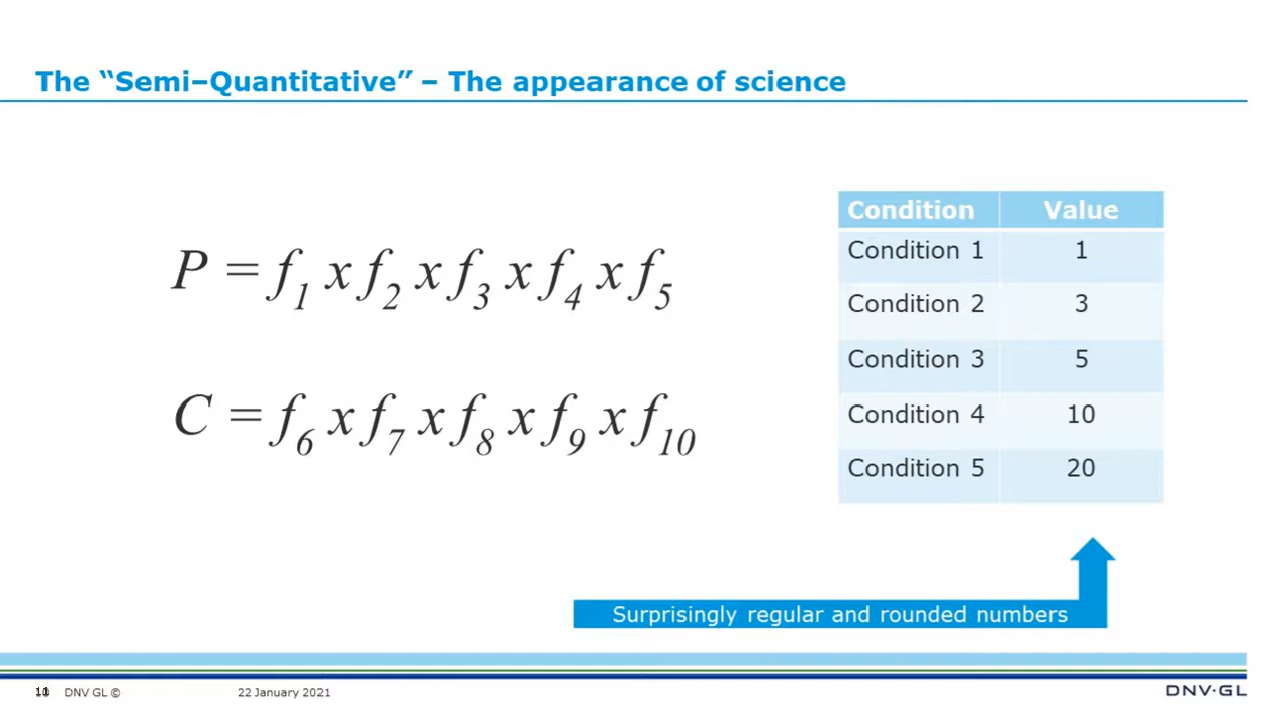 The “Semi–Quantitative” – The appearance of science
P = f1 x f2 x f3 x f4 x f5
C = f6 x f7 x f8 x f9 x f10
Condition Value
Condition 1 1
Condition 2 3
Condition 3 5
Condition 4 10
Condition 5 20
Surprisingly regular and rounded numbers
DNV GL © 22 January 2021 DNV·GL